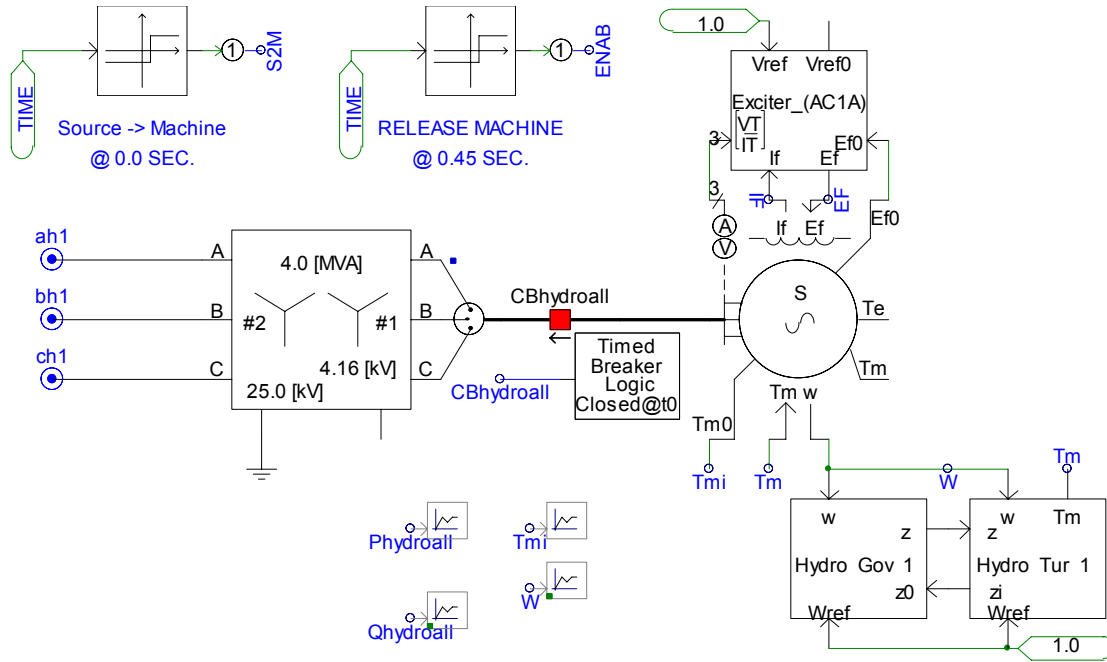 1.0
TIME
1
S2M
TIME
1
ENAB
Source -> Machine
@ 0.0 SEC.
RELEASE MACHINE
@ 0.45 SEC.
Vref
Vref0
Exciter_(AC1A)
VT
IT
3
If
Ef
Ef0
3
IF
EF
A
V
If
Ef
Ef0
ah1
bh1
ch1
A
B
C
4.0 [MVA]
#2
#1
4.16 [kV]
25.0 [kV]
A
B
C
CBhydroall
CBhydroall
Timed
Breaker
Logic
Closed@t0
S
Te
Tm
Tm w
Tm0
Tmi
Tm
W
Tm
w
z
Hydro Gov 1
z0
Wref
w
Tm
z
Hydro Tur 1
zi
Wref
1.0
Phydroall
Tmi
W
Qhydroall